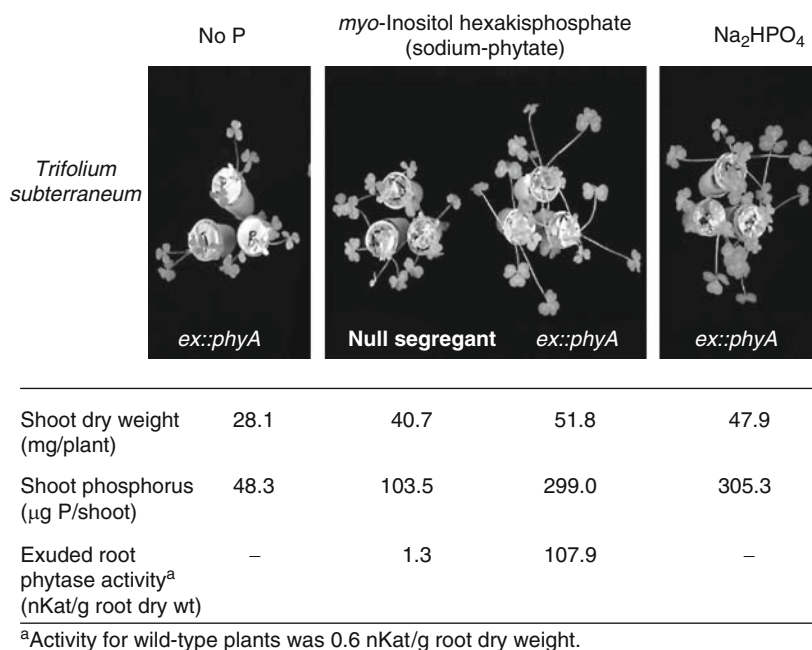 No P
myo-Inositol hexakisphosphate
(sodium-phytate)
Na₂HPO₄
Trifolium
subterraneum
ex::phyA
Null segregant
ex::phyA
ex::phyA
Shoot dry weight 28.1 40.7 51.8 47.9
(mg/plant)
Shoot phosphorus 48.3 103.5 299.0 305.3
(μg P/shoot)
Exuded root – 1.3 107.9 –
phytase activityᵃ
(nKat/g root dry wt)
ᵃActivity for wild-type plants was 0.6 nKat/g root dry weight.